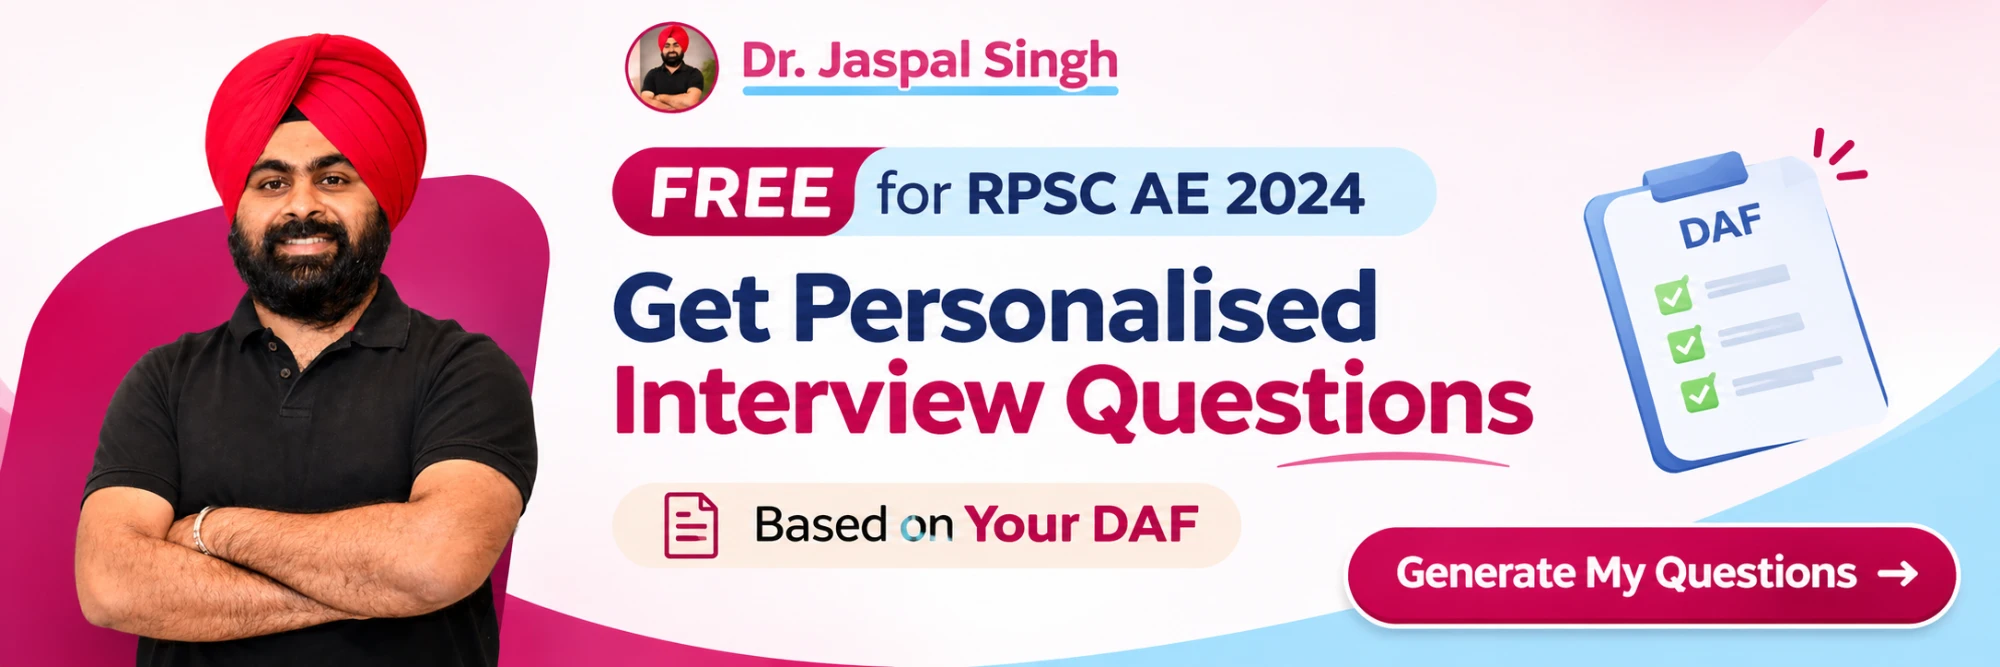 Dr. Jaspal Singh
FREE for RPSC AE 2024
Get Personalised
Interview Questions
Based on Your DAF
DAF
Generate My Questions →